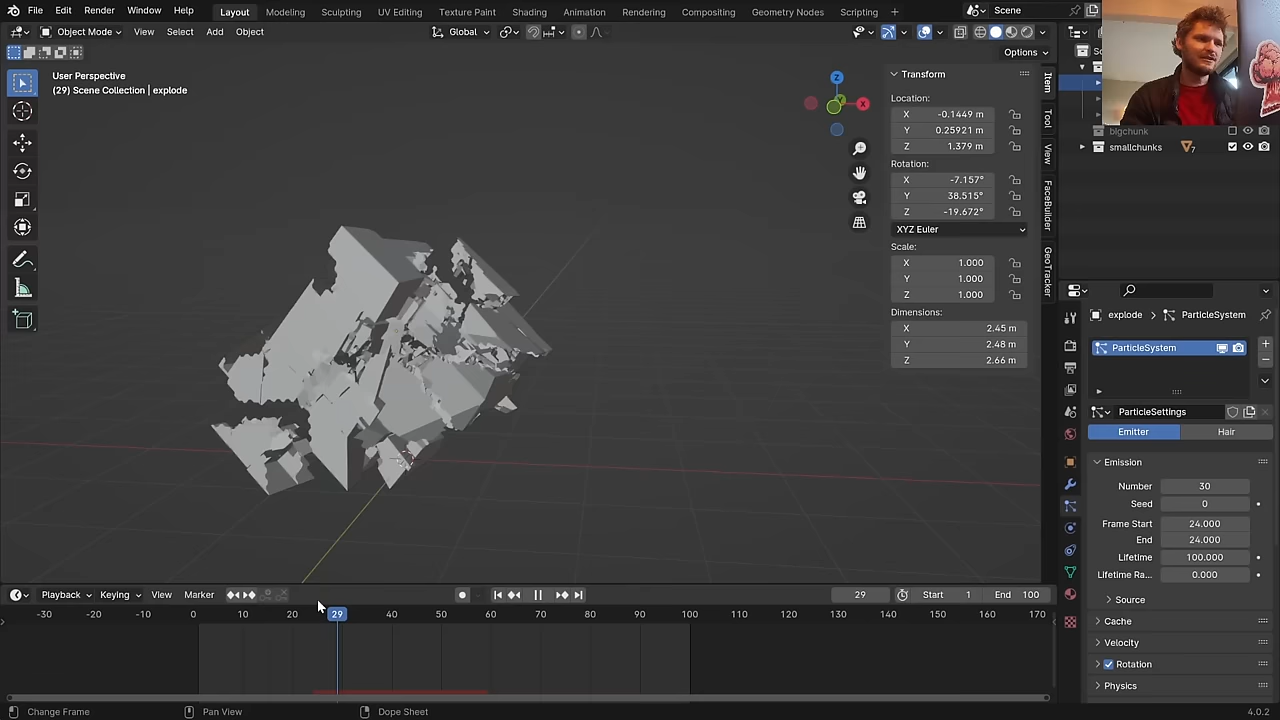 File Edit Render Window Help
Layout Modeling Sculpting UV Editing Texture Paint Shading Animation Rendering Compositing Geometry Nodes Scripting +
Scene
Object Mode View Select Add Object
Global
Options
User Perspective
(29) Scene Collection | explode
Z
X
Transform
Location:
X -0.1449 m
Y 0.25921 m
Z 1.379 m
Rotation:
X -7.157°
Y 38.515°
Z -19.672°
XYZ Euler
Scale:
X 1.000
Y 1.000
Z 1.000
Dimensions:
X 2.45 m
Y 2.48 m
Z 2.66 m
Item
Tool
View
FaceBuilder
GeoTracker
bigchunk
smallchunks 7
explode > ParticleSystem
ParticleSystem
ParticleSettings
Emitter Hair
Emission
Number 30
Seed 0
Frame Start 24.000
End 24.000
Lifetime 100.000
Lifetime Ra... 0.000
Source
Cache
Velocity
Rotation
Physics
Playback Keying View Marker
29 Start 1 End 100
-30 -20 -10 0 10 20 29 40 50 60 70 80 90 100 110 120 130 140 150 160 170
Change Frame Pan View Dope Sheet
4.0.2